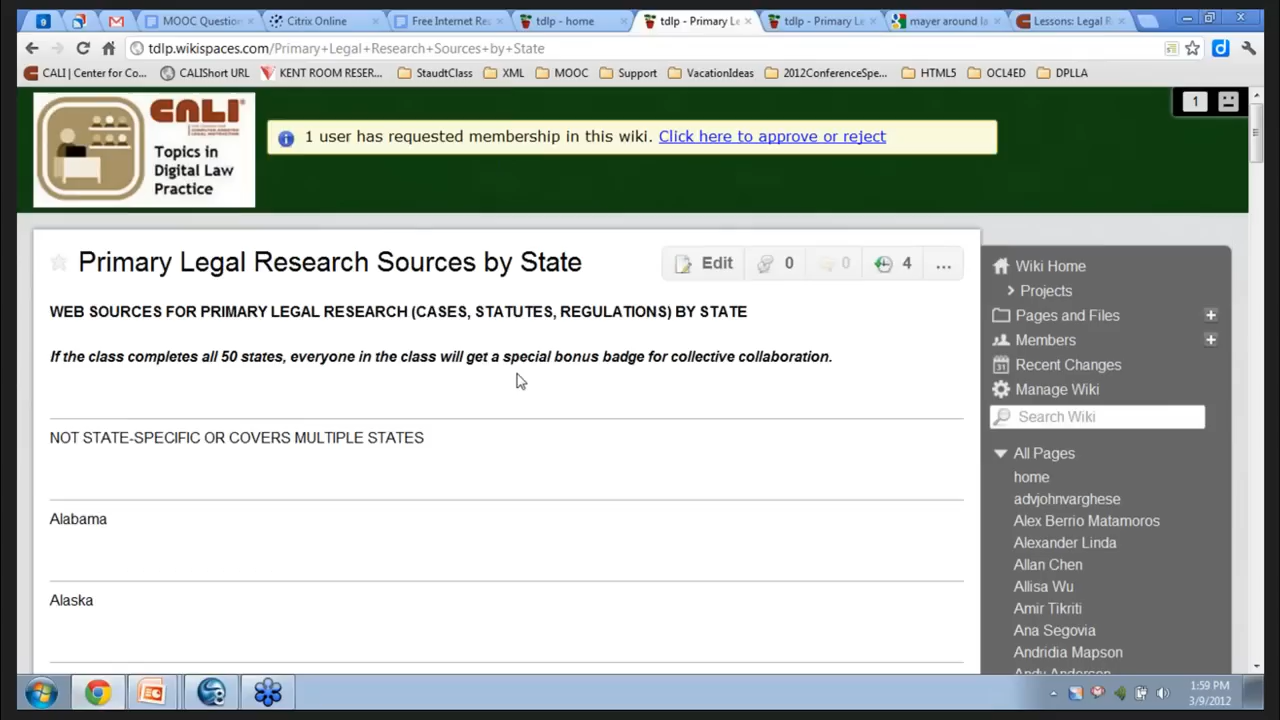 9
MOOC Question
Citrix Online
Free Internet Re
tdlp - home
tdlp - Primary Le
tdlp - Primary Le
mayer around la
Lessons: Legal R
tdlp.wikispaces.com/Primary+Legal+Research+Sources+by+State
CALI | Center for Co...
CALIShort URL
KENT ROOM RESER...
StaudtClass
XML
MOOC
Support
VacationIdeas
2012ConferenceSpe...
HTML5
OCL4ED
DPLLA
CALI
Topics in
Digital Law
Practice
1 user has requested membership in this wiki. Click here to approve or reject
1
Primary Legal Research Sources by State
Edit
0
0
4
...
WEB SOURCES FOR PRIMARY LEGAL RESEARCH (CASES, STATUTES, REGULATIONS) BY STATE
If the class completes all 50 states, everyone in the class will get a special bonus badge for collective collaboration.
NOT STATE-SPECIFIC OR COVERS MULTIPLE STATES
Alabama
Alaska
Wiki Home
Projects
Pages and Files
Members
31 Recent Changes
Manage Wiki
Search Wiki
All Pages
home
advjohnvarghese
Alex Berrio Matamoros
Alexander Linda
Allan Chen
Allisa Wu
Amir Tikriti
Ana Segovia
Andridia Mapson
Andy Anderson
1:59 PM
3/9/2012